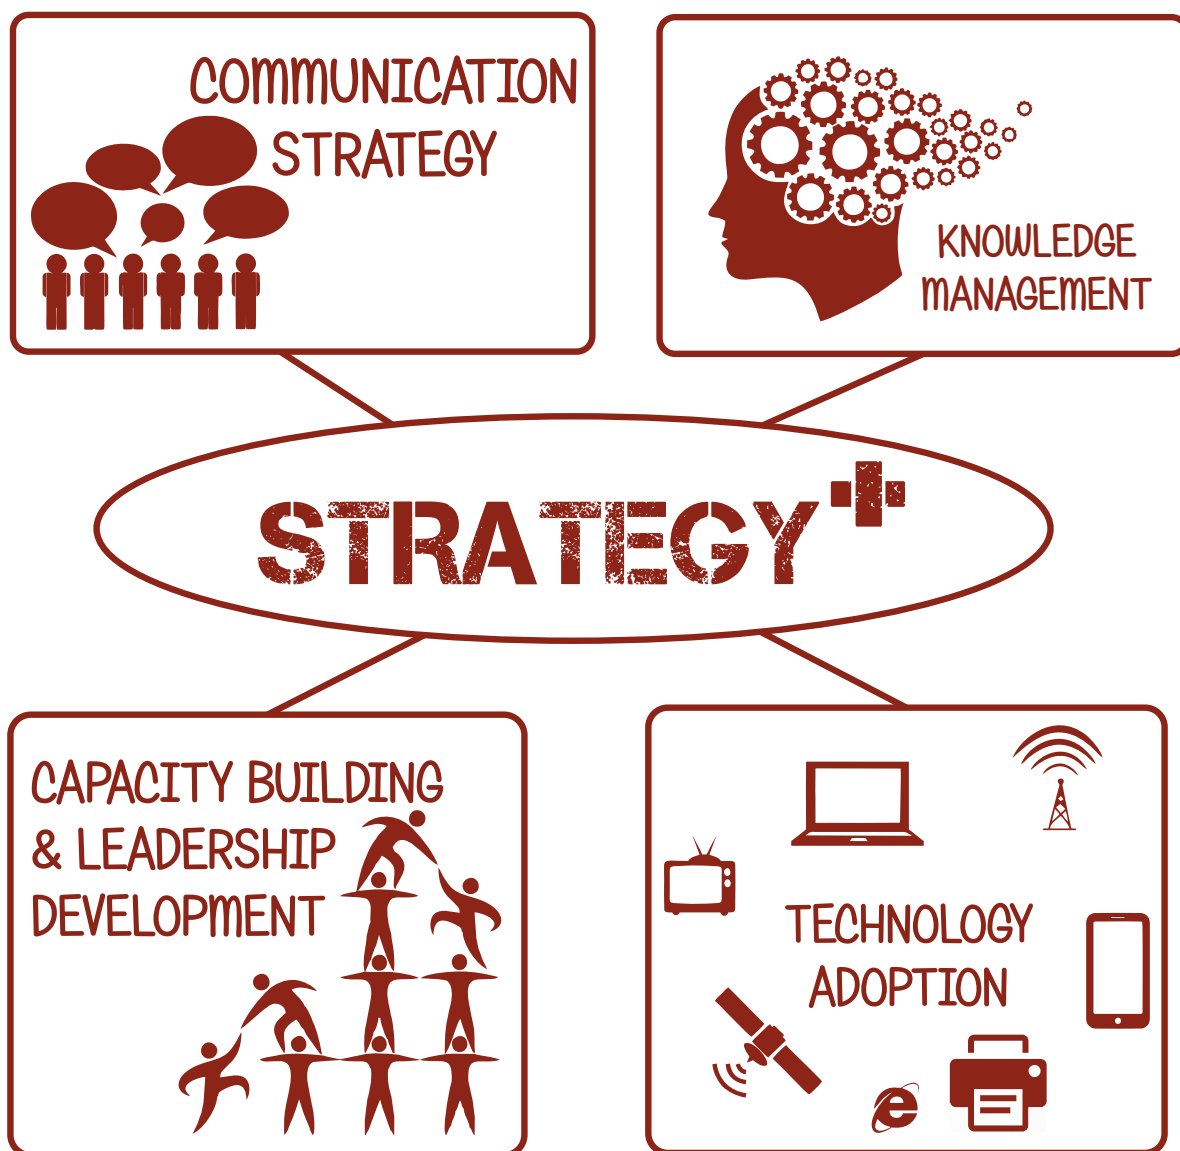 COMMUNICATION
STRATEGY
KNOWLEDGE
MANAGEMENT
STRATEGY+
CAPACITY BUILDING
& LEADERSHIP
DEVELOPMENT
TECHNOLOGY
ADOPTION